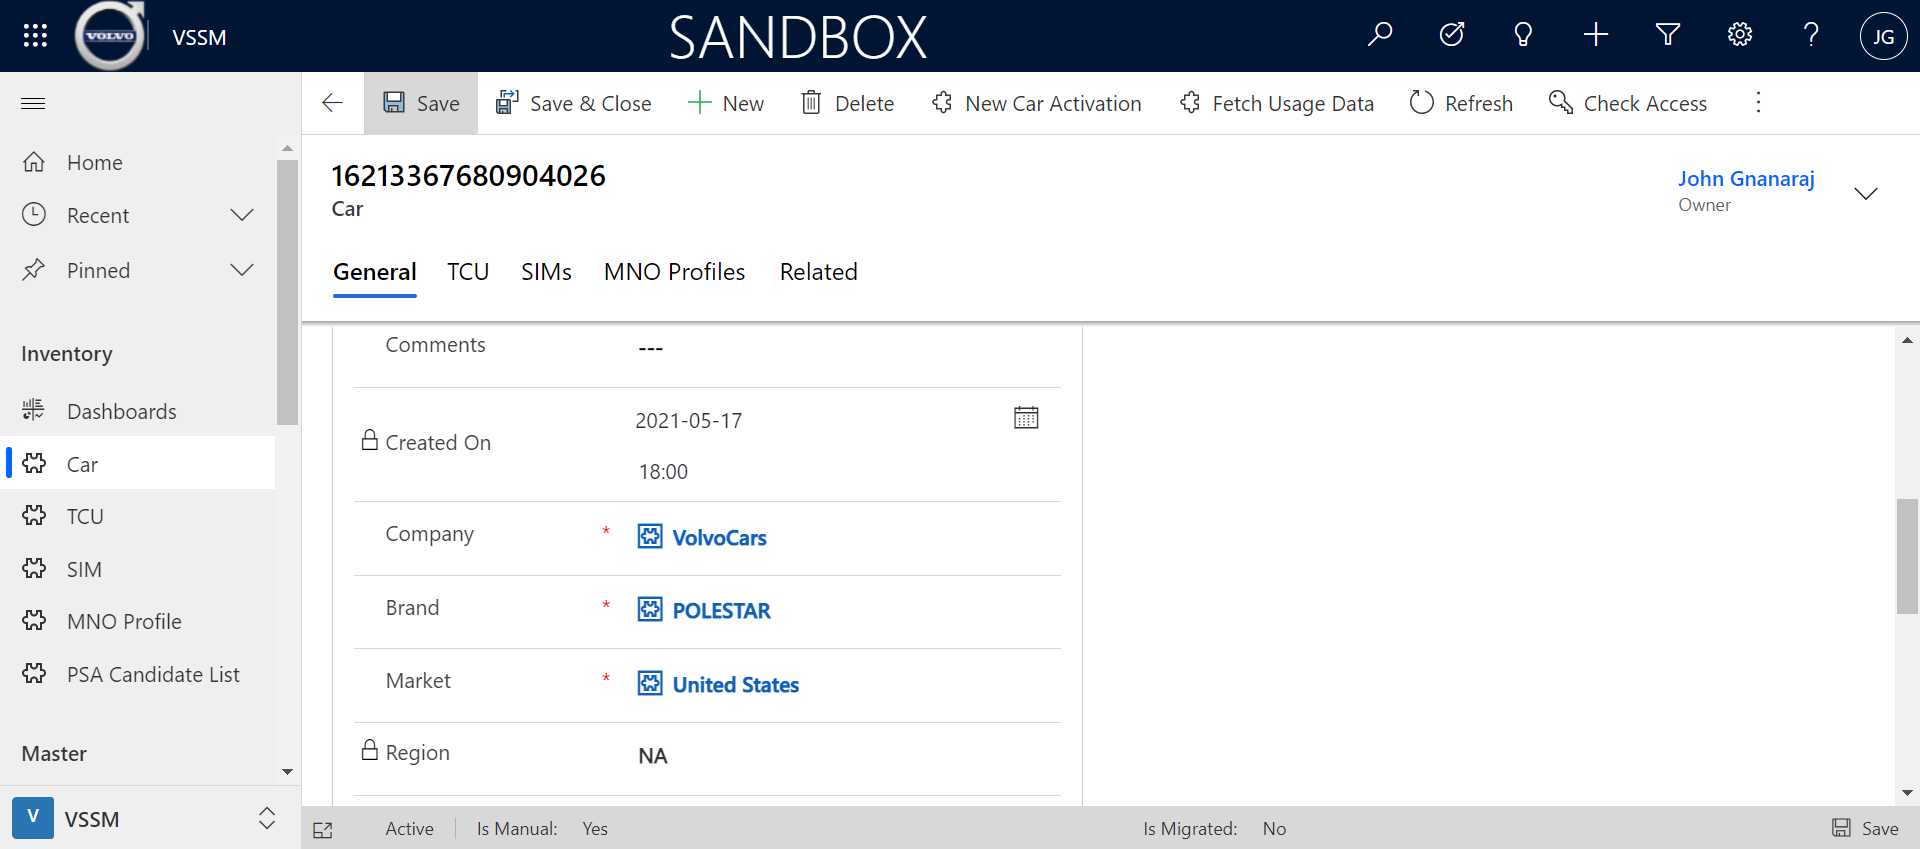 VOLVO
VSSM
SANDBOX
JG
Save
Save & Close
New
Delete
New Car Activation
Fetch Usage Data
Refresh
Check Access
Home
Recent
Pinned
Inventory
Dashboards
Car
TCU
SIM
MNO Profile
PSA Candidate List
Master
V VSSM
16213367680904026
Car
John Gnanaraj
Owner
General TCU SIMs MNO Profiles Related
Comments ---
Created On 2021-05-17
18:00
Company * VolvoCars
Brand * POLESTAR
Market * United States
Region NA
Active Is Manual: Yes Is Migrated: No Save